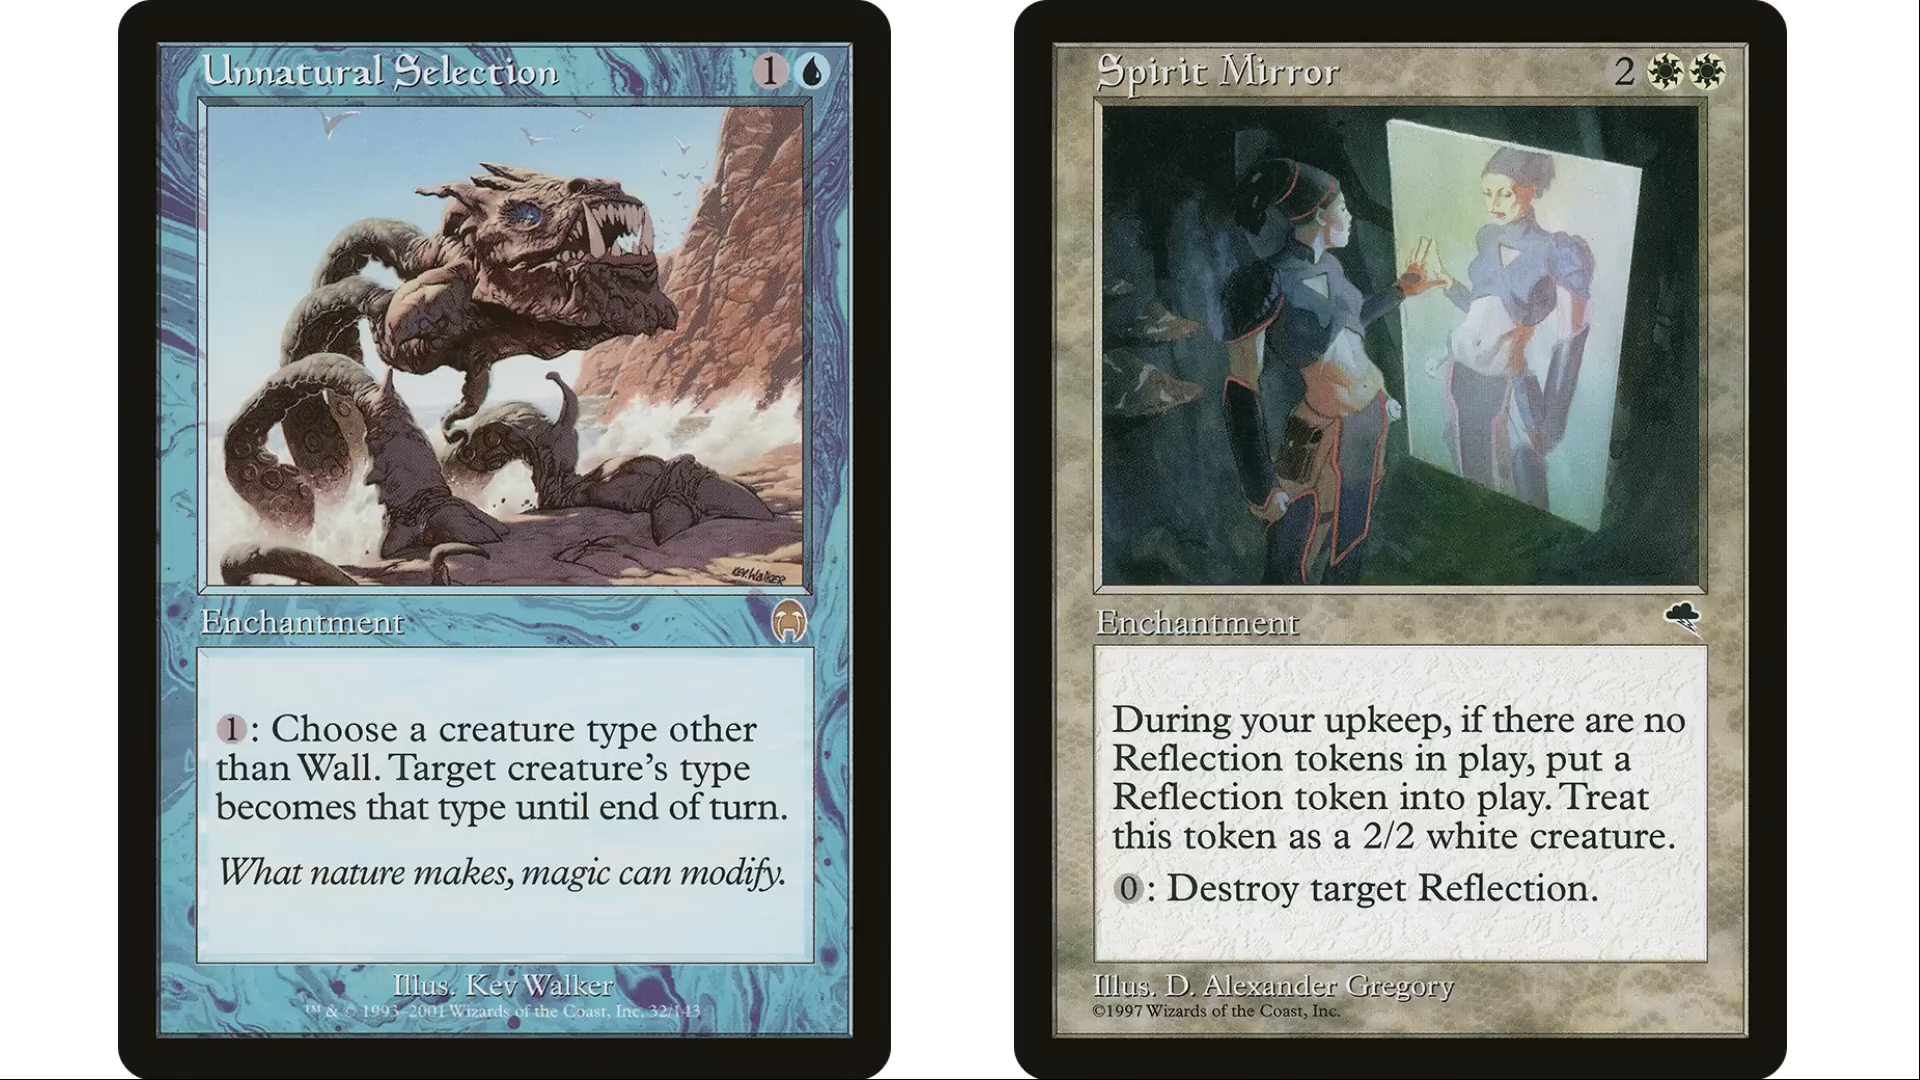 Unnatural Selection
1
KEV. WALKER
Enchantment
1: Choose a creature type other
than Wall. Target creature's type
becomes that type until end of turn.
What nature makes, magic can modify.
Illus. Kev Walker
™ & © 1993-2001 Wizards of the Coast, Inc. 32/143
Spirit Mirror
2
Enchantment
During your upkeep, if there are no
Reflection tokens in play, put a
Reflection token into play. Treat
this token as a 2/2 white creature.
0: Destroy target Reflection.
Illus. D. Alexander Gregory
©1997 Wizards of the Coast, Inc.